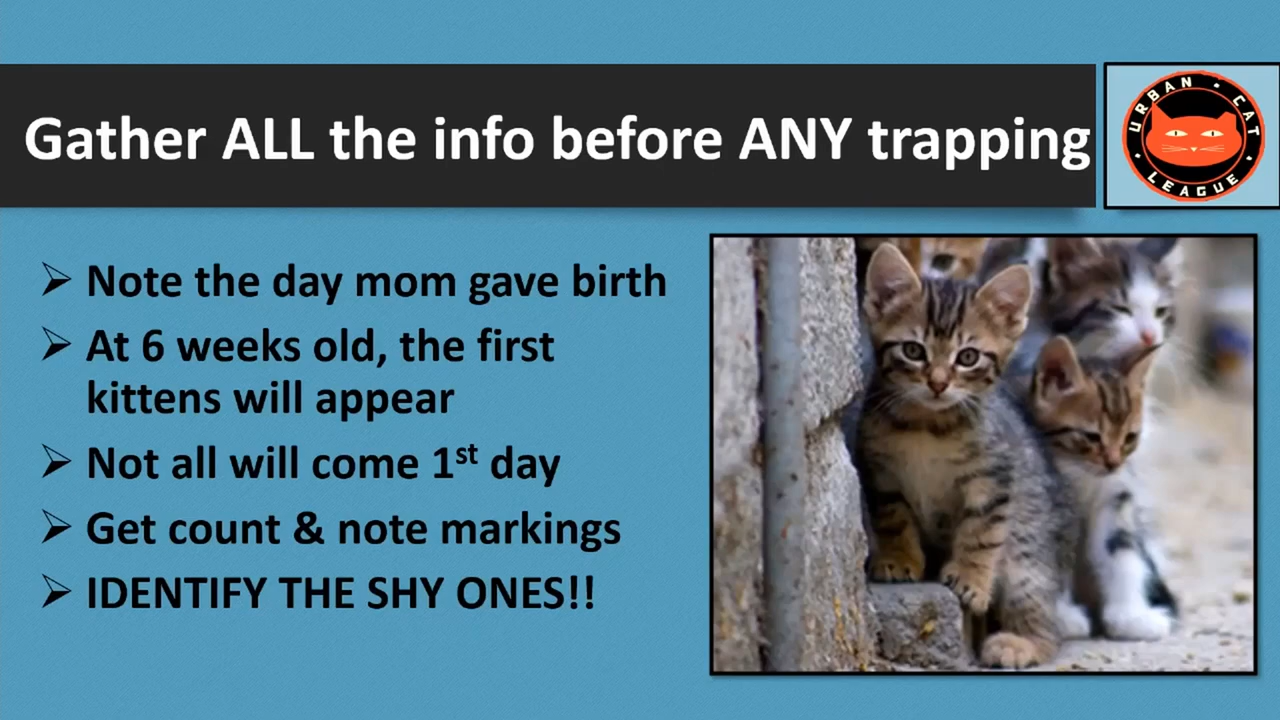 Gather ALL the info before ANY trapping
URBAN · CAT · LEAGUE ·
➢ Note the day mom gave birth
➢ At 6 weeks old, the first
kittens will appear
➢ Not all will come 1st day
➢ Get count & note markings
➢ IDENTIFY THE SHY ONES!!